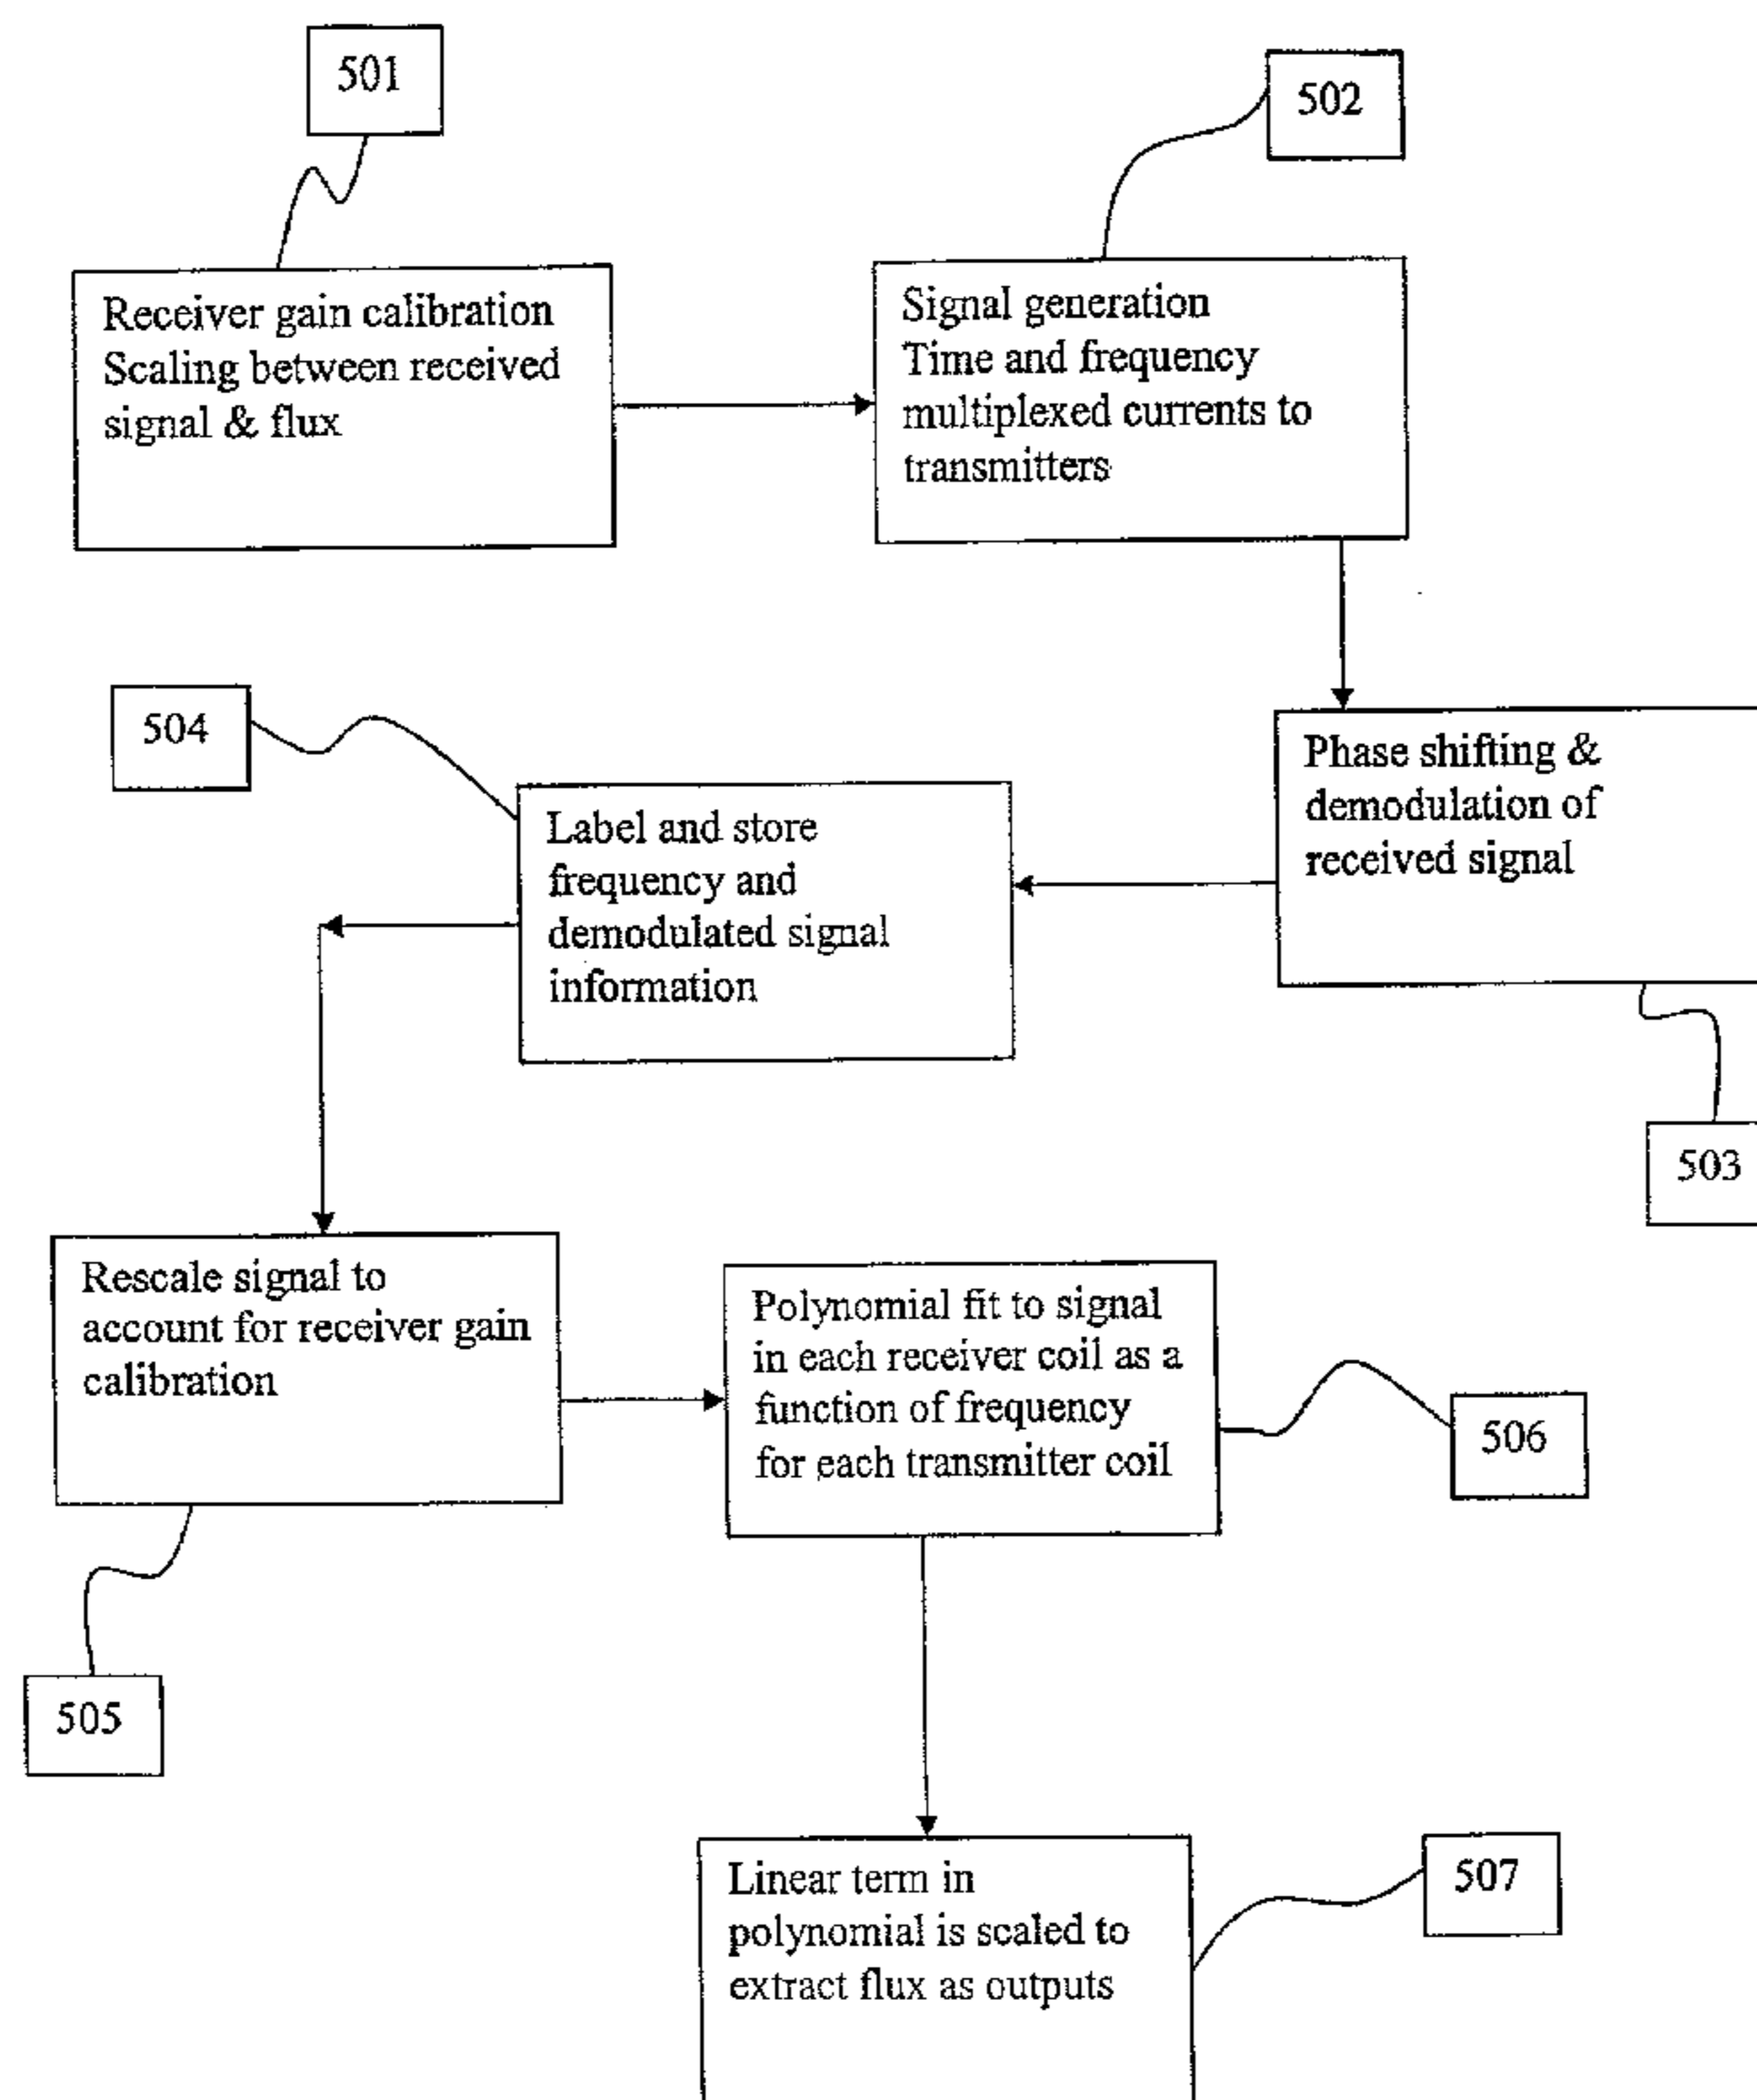 501
502
Receiver gain calibration
Scaling between received
signal & flux
Signal generation
Time and frequency
multiplexed currents to
transmitters
504
Phase shifting &
demodulation of
received signal
Label and store
frequency and
demodulated signal
information
503
Rescale signal to
account for receiver gain
calibration
Polynomial fit to signal
in each receiver coil as a
function of frequency
for each transmitter coil
506
505
Linear term in
polynomial is scaled to
extract flux as outputs
507